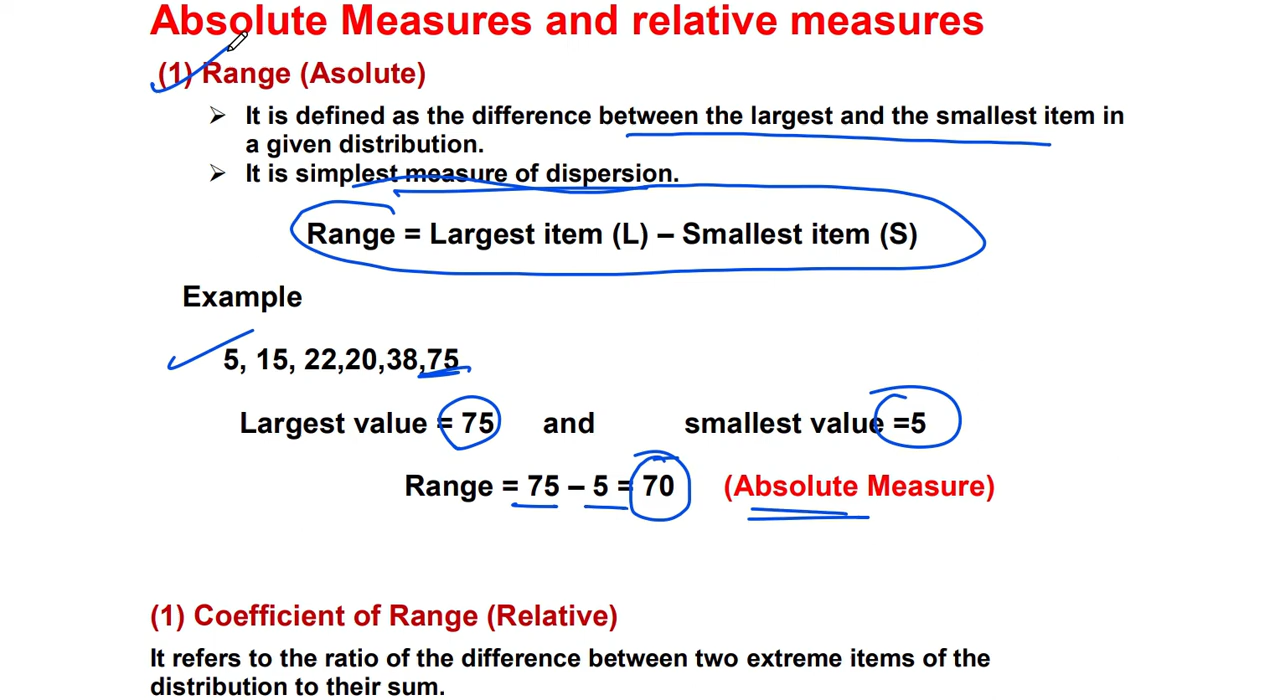 Absolute Measures and relative measures
(1) Range (Asolute)
➢ It is defined as the difference between the largest and the smallest item in
a given distribution.
➢ It is simplest measure of dispersion.
Range = Largest item (L) – Smallest item (S)
Example
5, 15, 22,20,38,75
Largest value = 75 and smallest value =5
Range = 75 – 5 = 70 (Absolute Measure)
(1) Coefficient of Range (Relative)
It refers to the ratio of the difference between two extreme items of the
distribution to their sum.